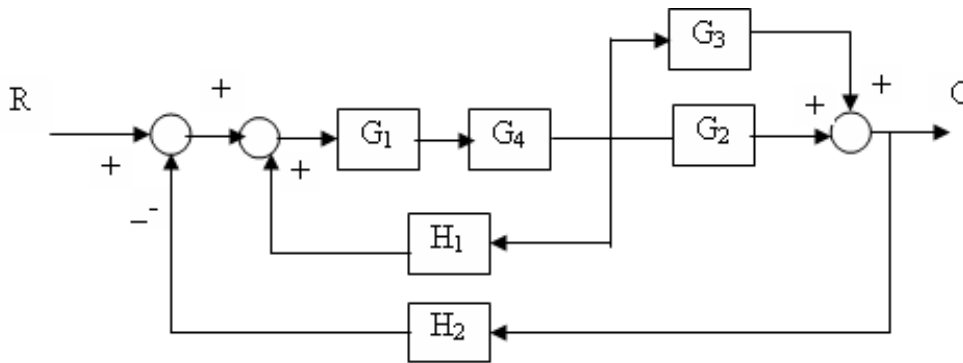 G₃
R
+
+
G₁
G₄
G₂
+
+
C
+
+
_-
H₁
H₂